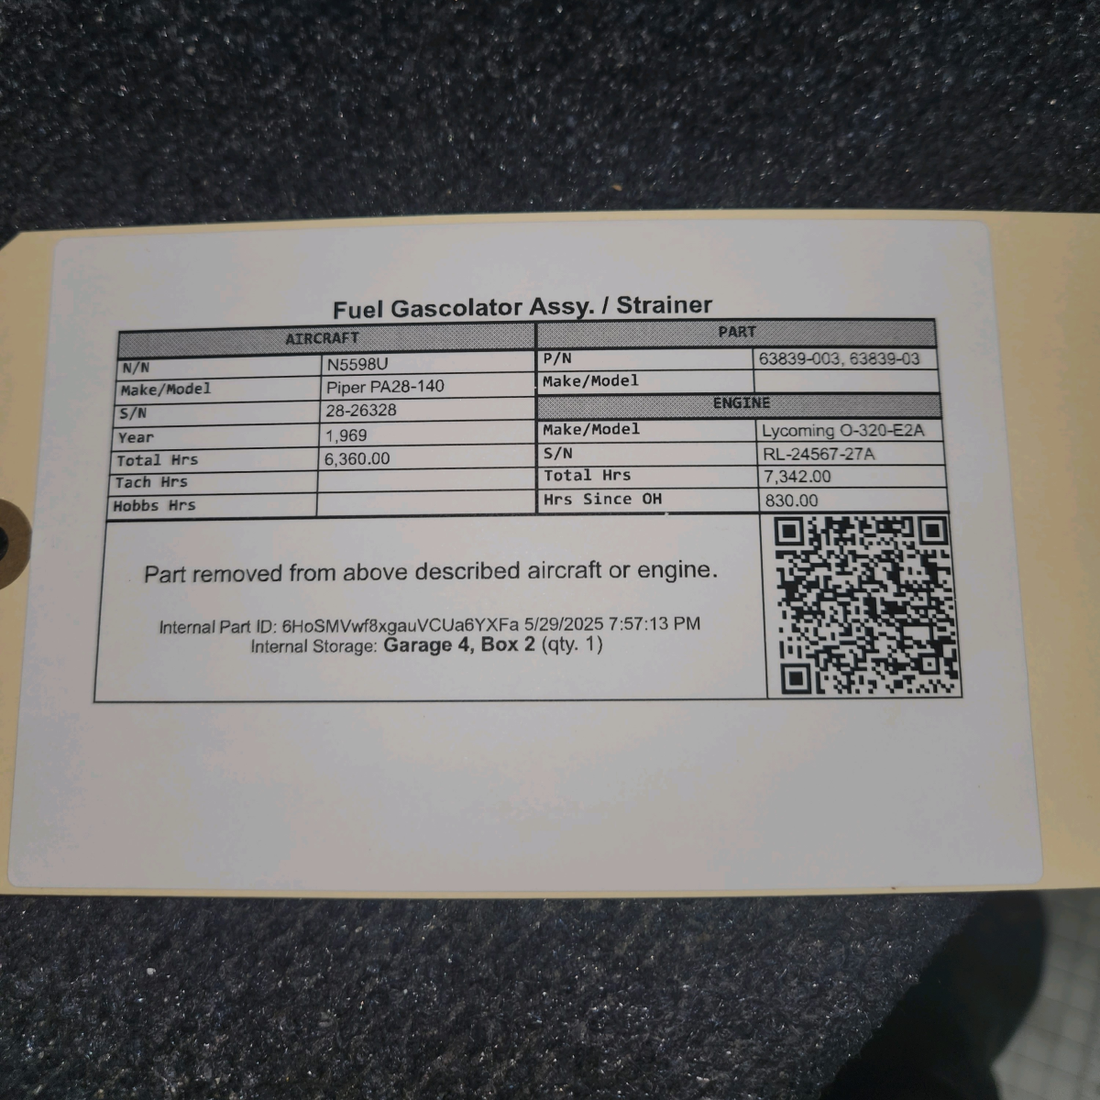 Fuel Gascolator Assy. / Strainer
AIRCRAFT
N/N N5598U
Make/Model Piper PA28-140
S/N 28-26328
Year 1,969
Total Hrs 6,360.00
Tach Hrs
Hobbs Hrs
PART
P/N 63839-003, 63839-03
Make/Model
ENGINE
Make/Model Lycoming O-320-E2A
S/N RL-24567-27A
Total Hrs 7,342.00
Hrs Since OH 830.00
Part removed from above described aircraft or engine.
Internal Part ID: 6HoSMVwf8xgauVCUa6YXFa 5/29/2025 7:57:13 PM
Internal Storage: Garage 4, Box 2 (qty. 1)